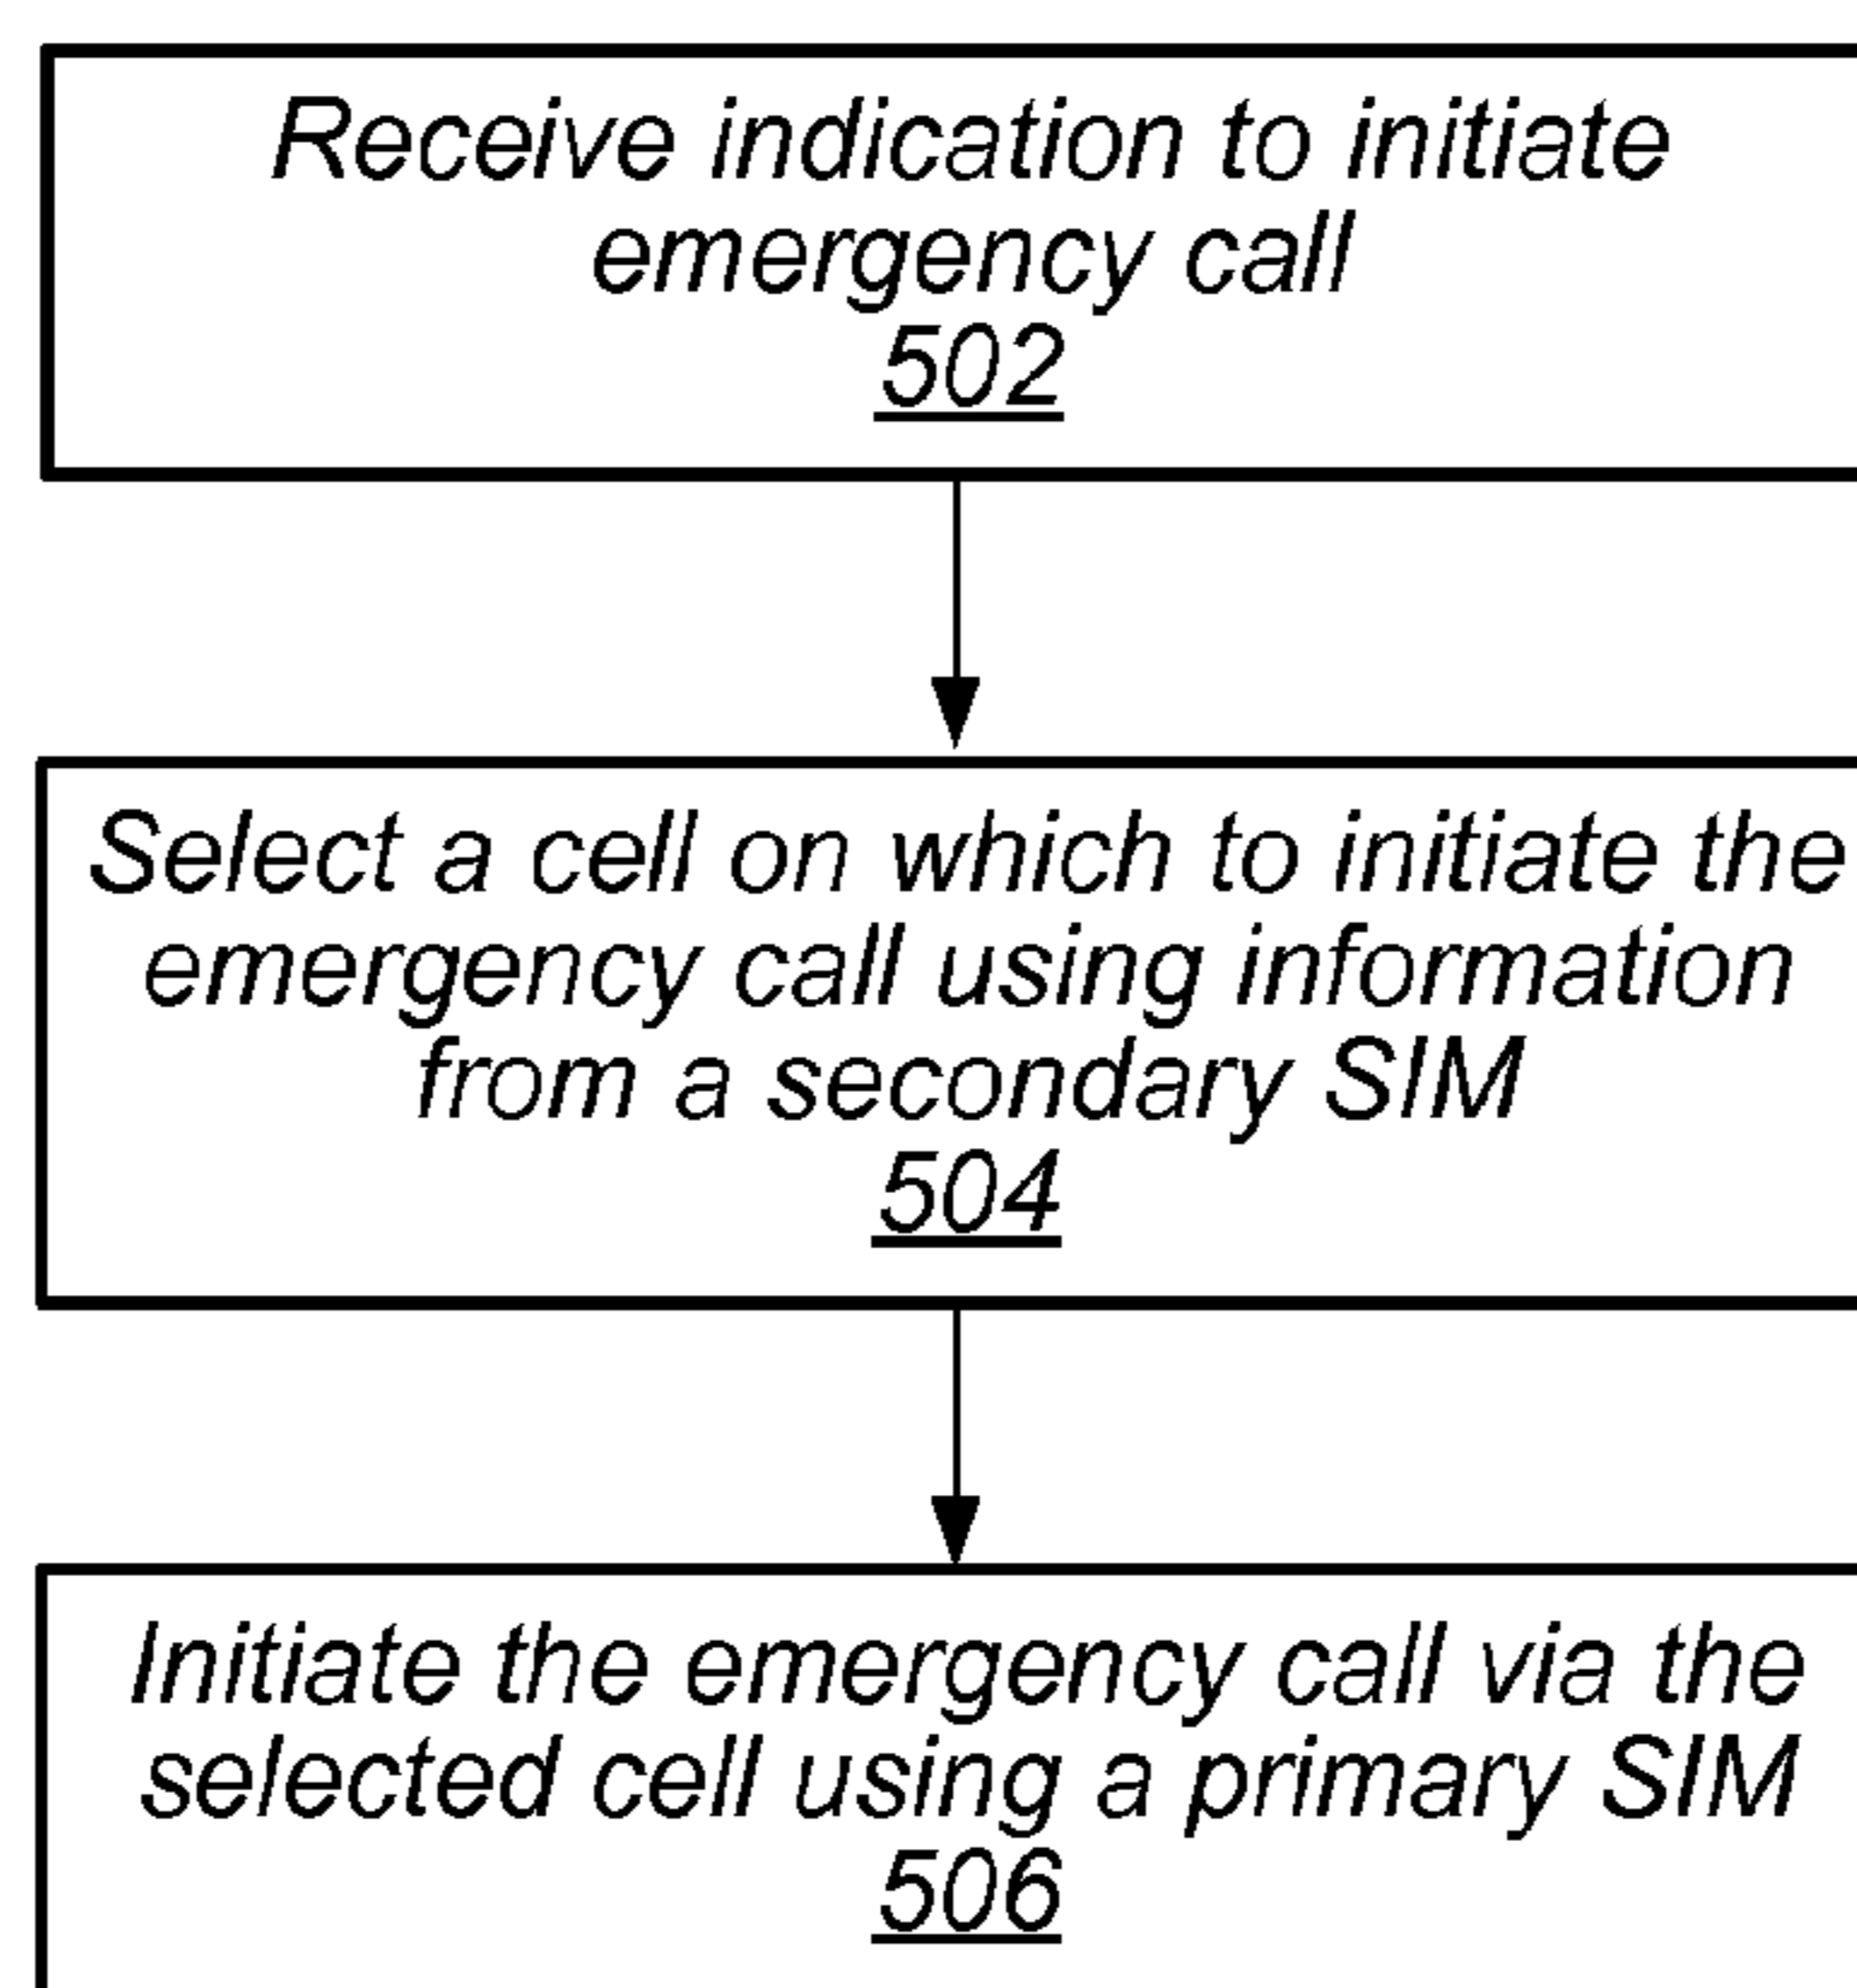 Receive indication to initiate
emergency call
502
Select a cell on which to initiate the
emergency call using information
from a secondary SIM
504
Initiate the emergency call via the
selected cell using a primary SIM
506